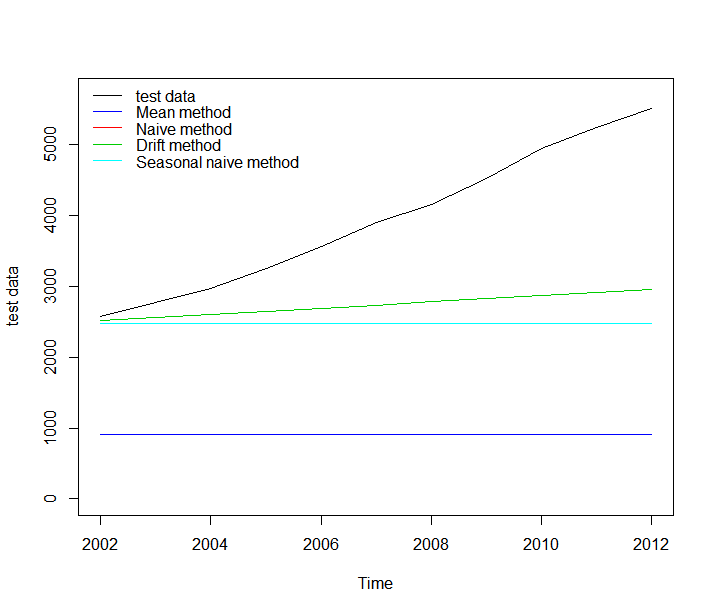 test data
Mean method
Naive method
Drift method
Seasonal naive method
5000
4000
3000
2000
1000
0
test data
2002 2004 2006 2008 2010 2012
Time